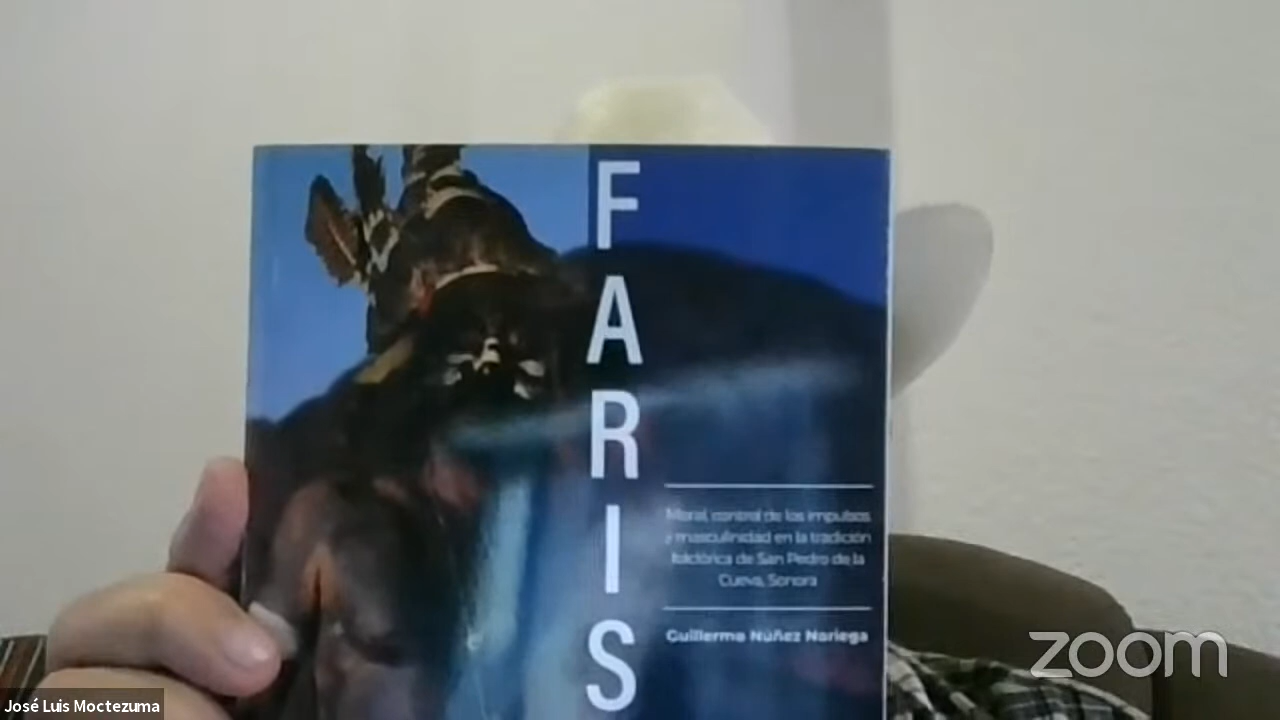 FARIS
Moral, control de los impulsos
y masculinidad en la tradición
folclórica de San Pedro de la
Cueva, Sonora
Guillermo Núñez Noriega
zoom
José Luis Moctezuma